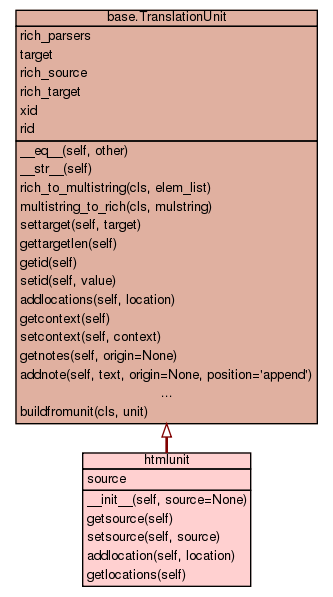 base.TranslationUnit
rich_parsers
target
rich_source
rich_target
xid
rid
__eq__(self, other)
__str__(self)
rich_to_multistring(cls, elem_list)
multistring_to_rich(cls, mulstring)
settarget(self, target)
gettargetlen(self)
getid(self)
setid(self, value)
addlocations(self, location)
getcontext(self)
setcontext(self, context)
getnotes(self, origin=None)
addnote(self, text, origin=None, position='append')
...
buildfromunit(cls, unit)
htmlunit
source
__init__(self, source=None)
getsource(self)
setsource(self, source)
addlocation(self, location)
getlocations(self)